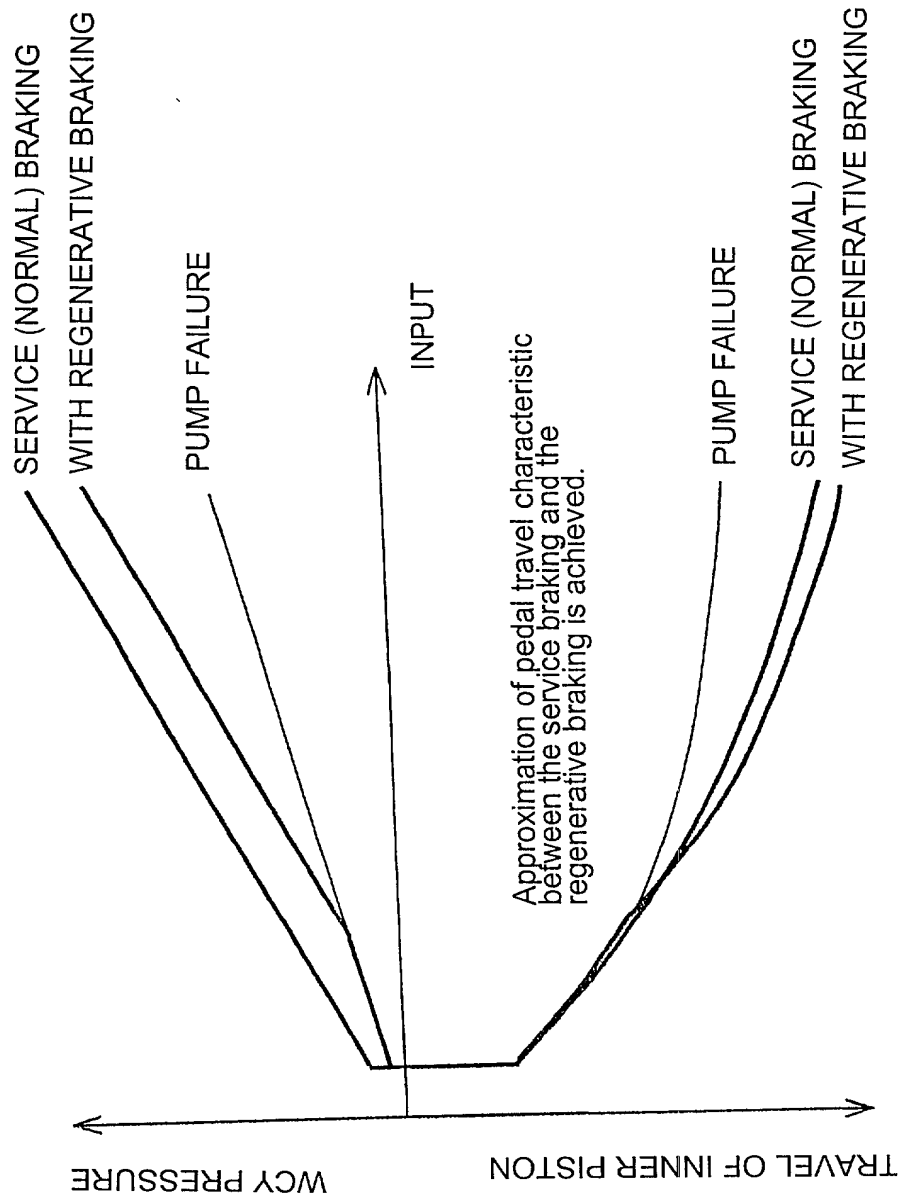 SERVICE (NORMAL) BRAKING
WITH REGENERATIVE BRAKING
PUMP FAILURE
INPUT
Approximation of pedal travel characteristic
between the service braking and the
regenerative braking is achieved.
PUMP FAILURE
SERVICE (NORMAL) BRAKING
WITH REGENERATIVE BRAKING
WCY PRESSURE
TRAVEL OF INNER PISTON